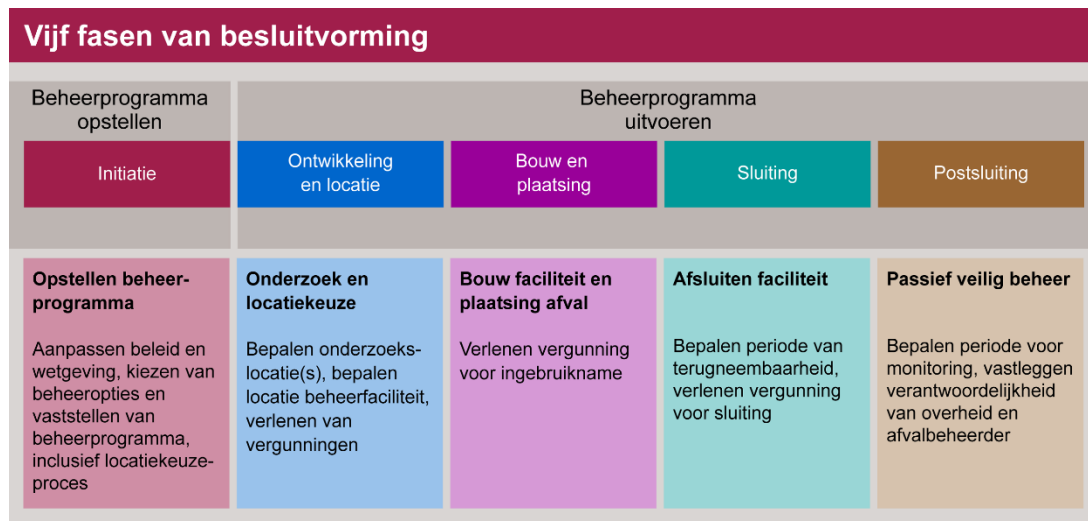 Vijf fasen van besluitvorming
Beheerprogramma
opstellen
Beheerprogramma
uitvoeren
Initiatie
Ontwikkeling
en locatie
Bouw en
plaatsing
Sluiting
Postsluiting
Opstellen beheer-
programma
Aanpassen beleid en
wetgeving, kiezen van
beheeropties en
vaststellen van
beheerprogramma,
inclusief locatiekeuze-
proces
Onderzoek en
locatiekeuze
Bepalen onderzoeks-
locatie(s), bepalen
locatie beheerfaciliteit,
verlenen van
vergunningen
Bouw faciliteit en
plaatsing afval
Verlenen vergunning
voor ingebruikname
Afsluiten faciliteit
Bepalen periode van
terugneembaarheid,
verlenen vergunning
voor sluiting
Passief veilig beheer
Bepalen periode voor
monitoring, vastleggen
verantwoordelijkheid
van overheid en
afvalbeheerder